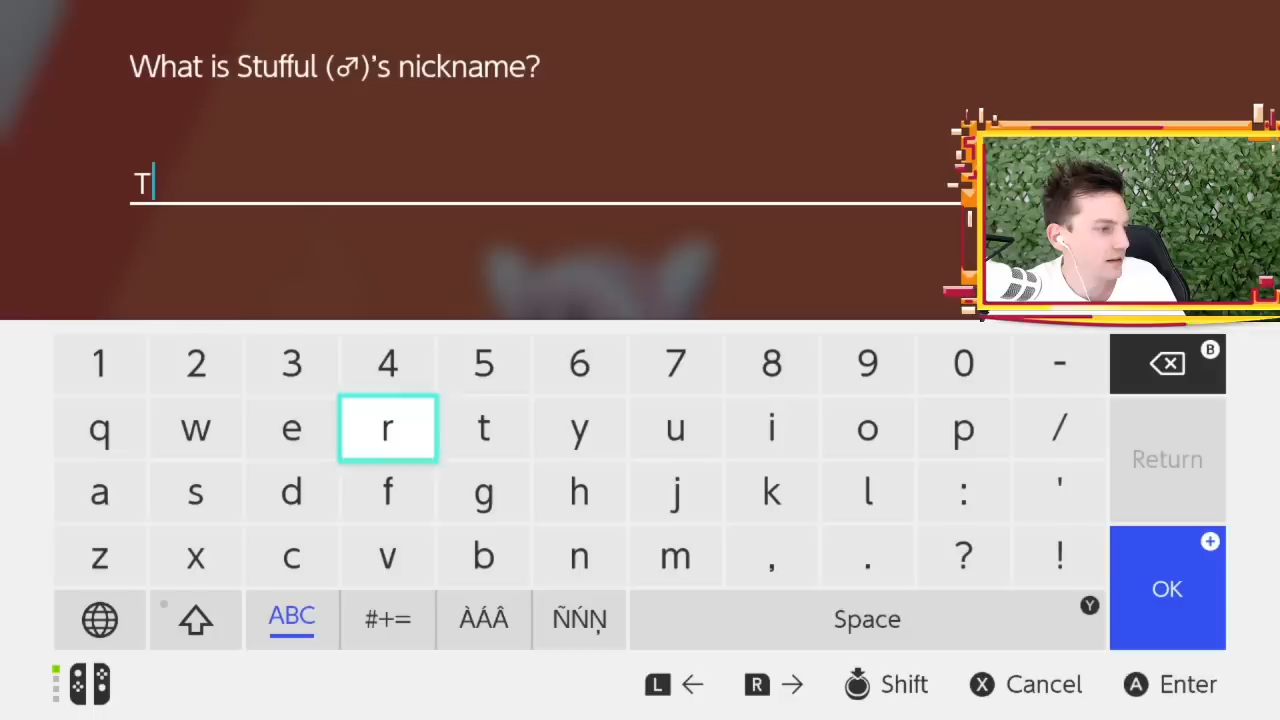 What is Stufful (♂)'s nickname?
T
1 2 3 4 5 6 7 8 9 0 - B
q w e r t y u i o p / Return
a s d f g h j k l : '
z x c v b n m , . ? ! + OK
ABC #+= ÀÁÂ ÑŃŅ Space Y
L ← R → Shift X Cancel A Enter